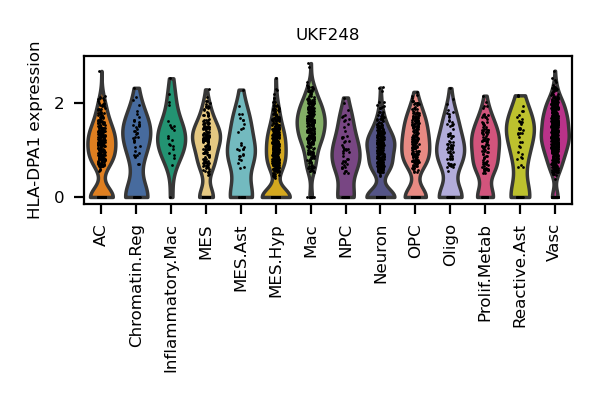 UKF248
HLA-DPA1 expression
2
0
AC
Chromatin.Reg
Inflammatory.Mac
MES
MES.Ast
MES.Hyp
Mac
NPC
Neuron
OPC
Oligo
Prolif.Metab
Reactive.Ast
Vasc